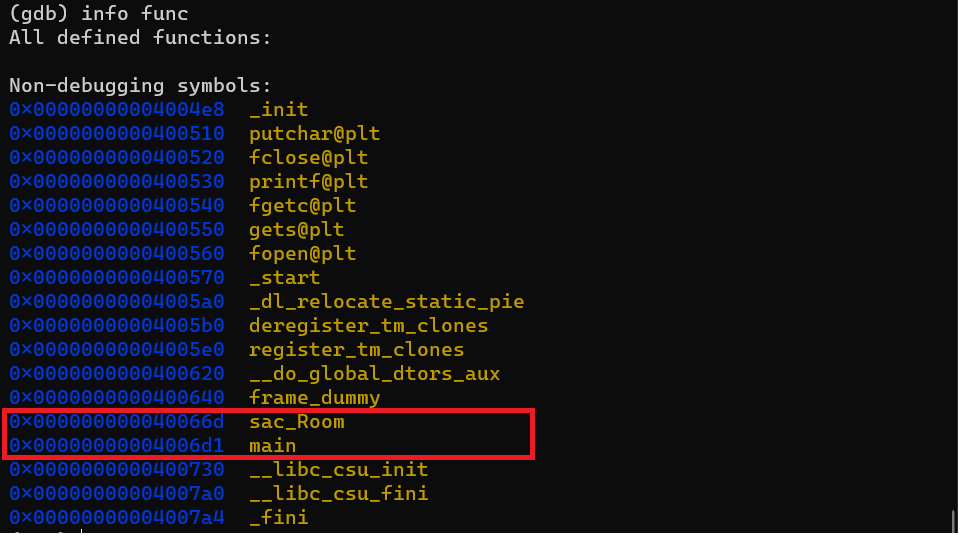 (gdb) info func
All defined functions:
Non-debugging symbols:
0x00000000004004e8  _init
0x0000000000400510  putchar@plt
0x0000000000400520  fclose@plt
0x0000000000400530  printf@plt
0x0000000000400540  fgetc@plt
0x0000000000400550  gets@plt
0x0000000000400560  fopen@plt
0x0000000000400570  _start
0x00000000004005a0  _dl_relocate_static_pie
0x00000000004005b0  deregister_tm_clones
0x00000000004005e0  register_tm_clones
0x0000000000400620  __do_global_dtors_aux
0x0000000000400640  frame_dummy
0x000000000040066d  sac_Room
0x00000000004006d1  main
0x0000000000400730  __libc_csu_init
0x00000000004007a0  __libc_csu_fini
0x00000000004007a4  _fini